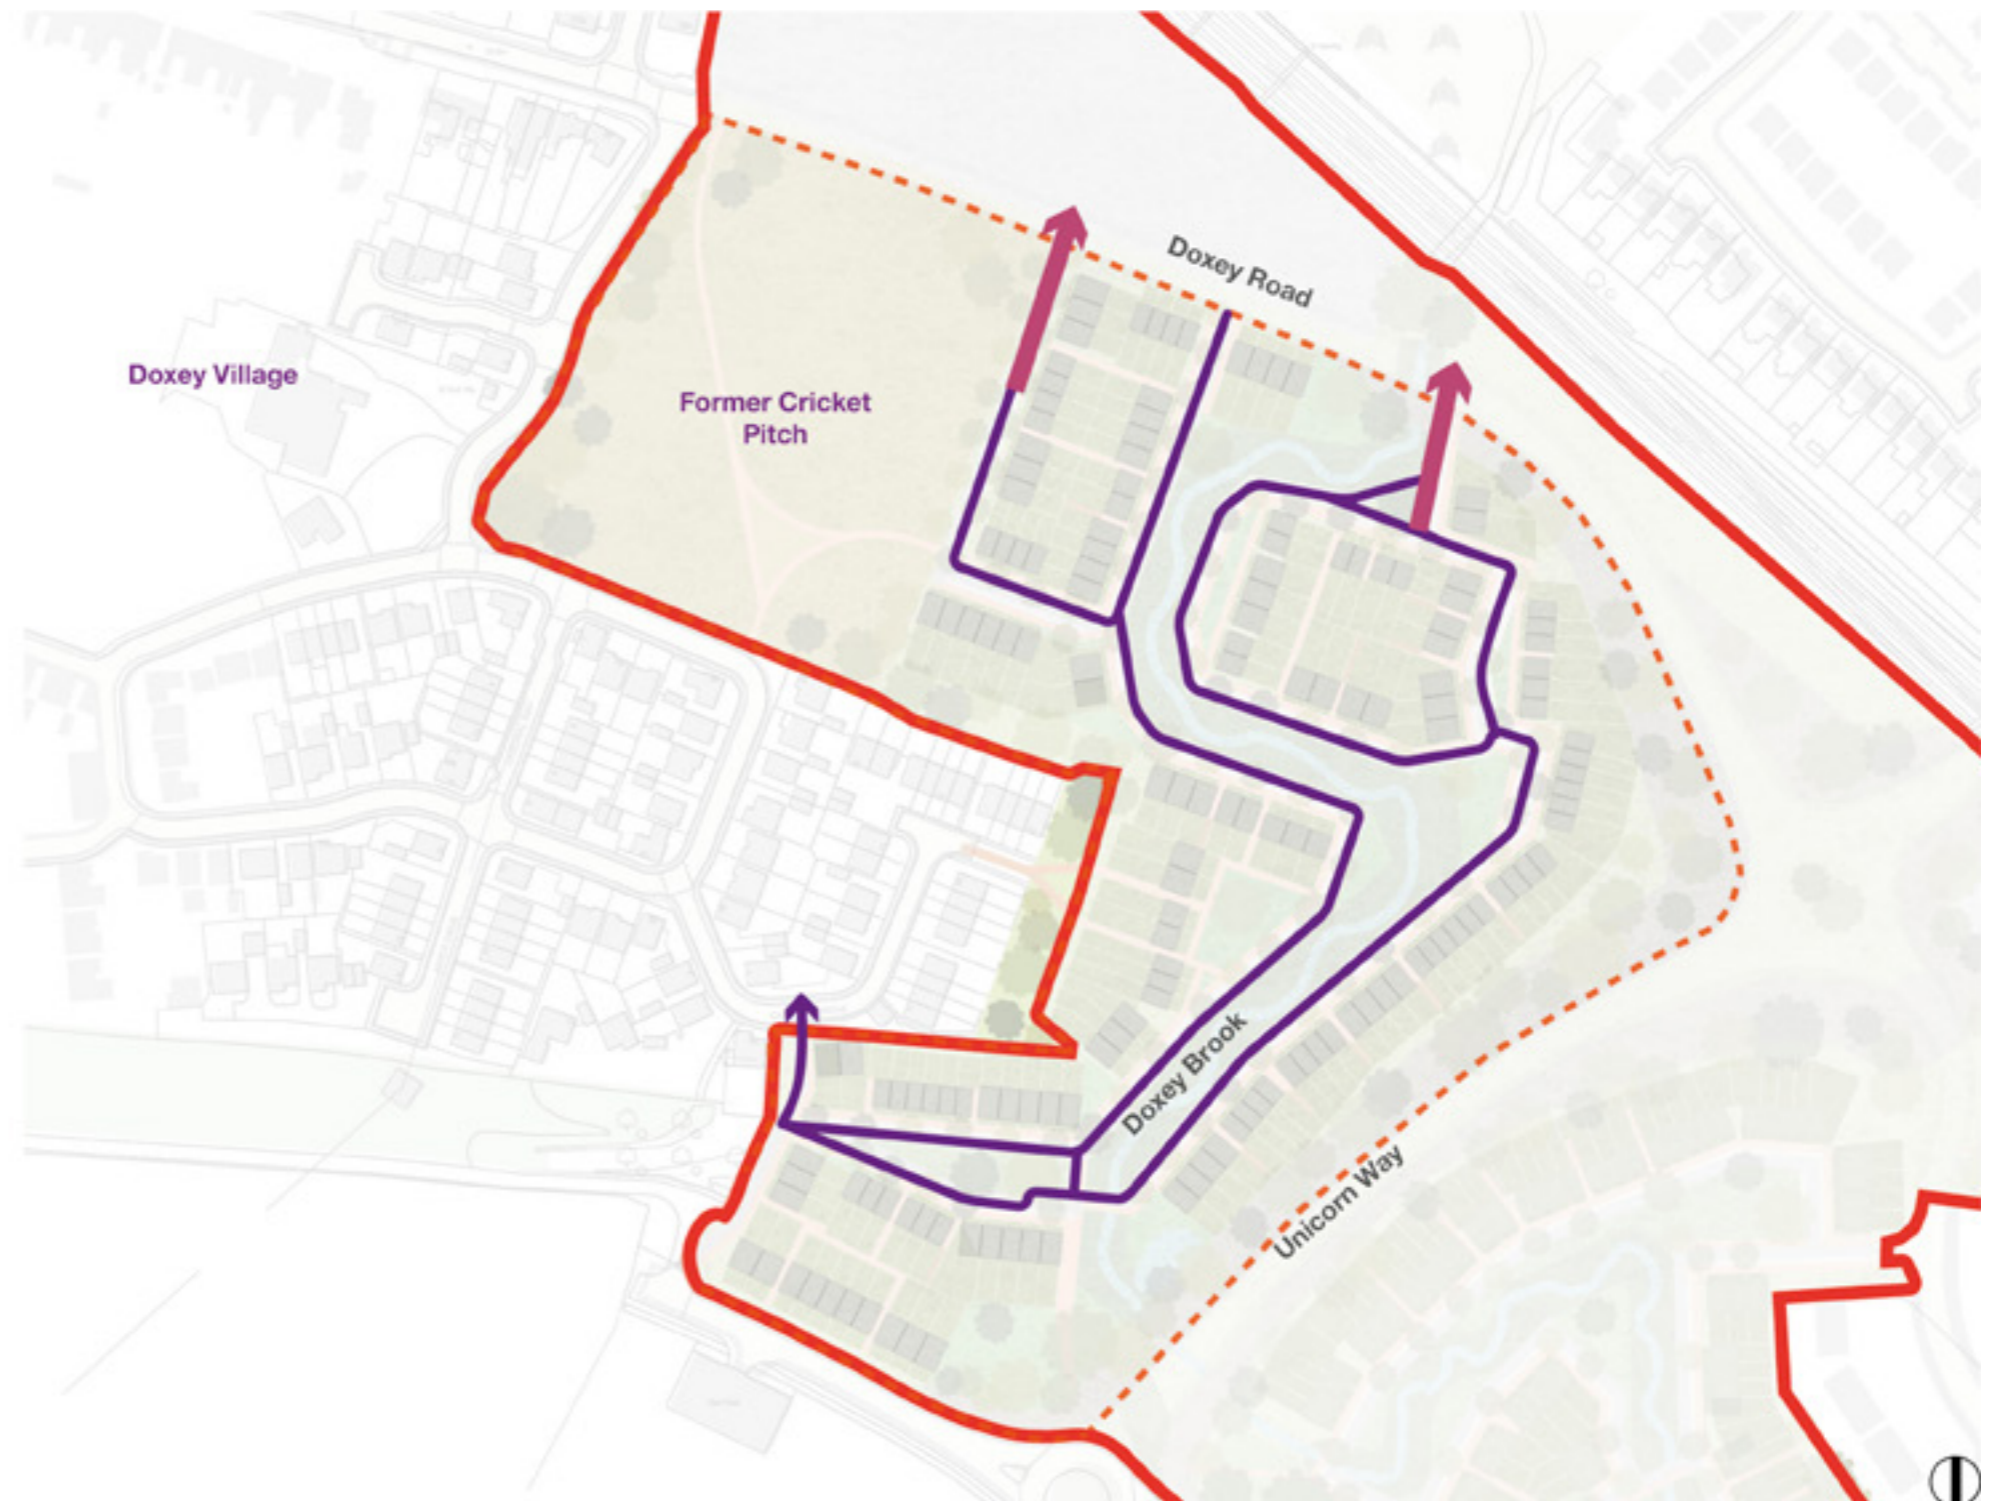 Doxey Road
Doxey Village
Former Cricket
Pitch
Doxey Brook
Unicorn Way